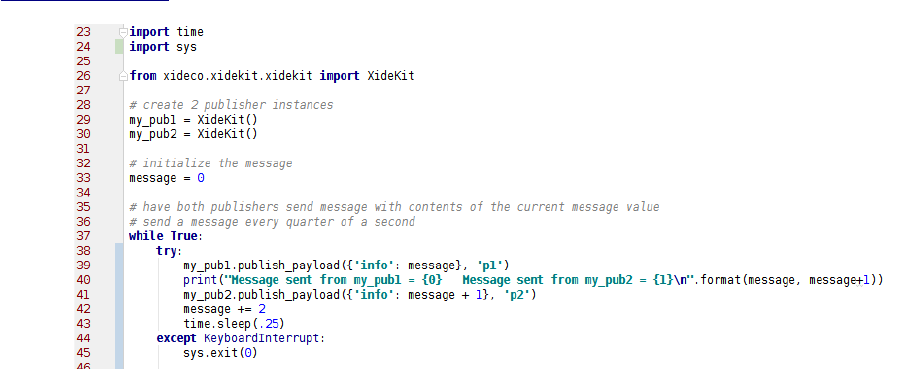 23 import time
24 import sys
25
26 from xideco.xidekit.xidekit import XideKit
27
28 # create 2 publisher instances
29 my_pub1 = XideKit()
30 my_pub2 = XideKit()
31
32 # initialize the message
33 message = 0
34
35 # have both publishers send message with contents of the current message value
36 # send a message every quarter of a second
37 while True:
38     try:
39         my_pub1.publish_payload({'info': message}, 'p1')
40         print("Message sent from my_pub1 = {0}   Message sent from my_pub2 = {1}\n".format(message, message+1))
41         my_pub2.publish_payload({'info': message + 1}, 'p2')
42         message += 2
43         time.sleep(.25)
44     except KeyboardInterrupt:
45         sys.exit(0)
46